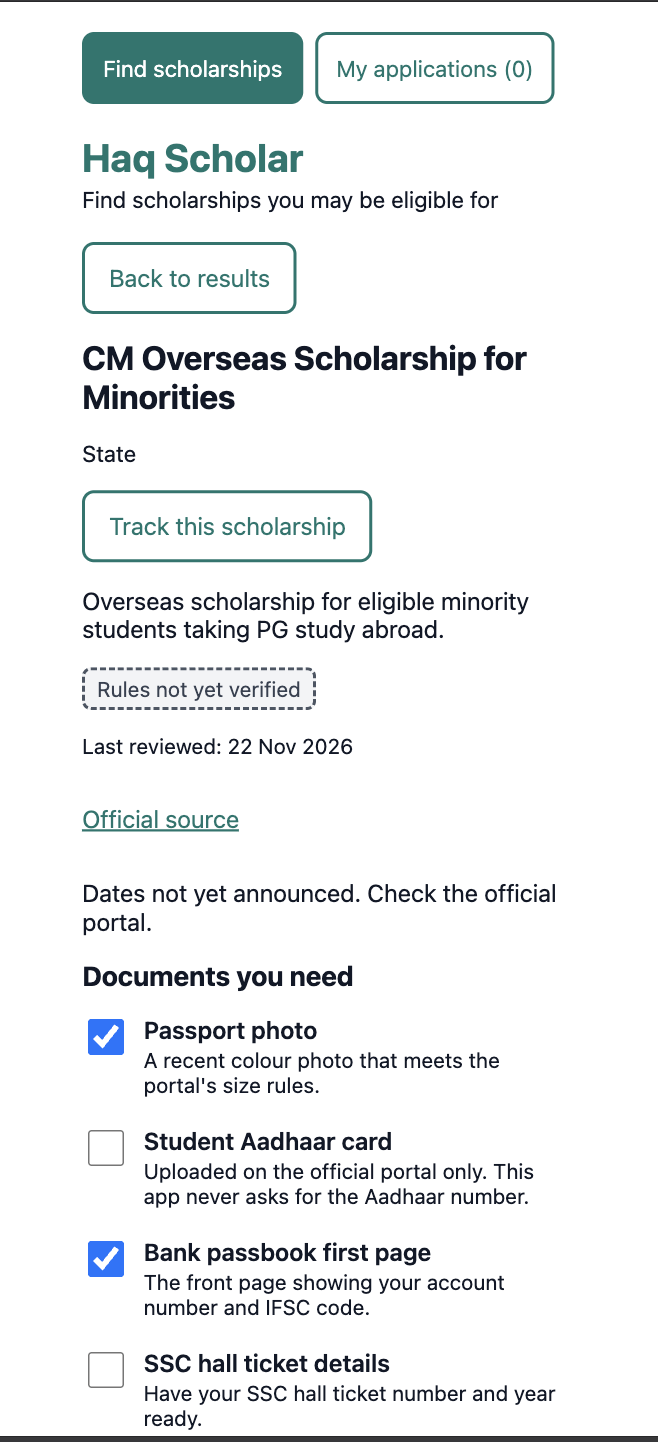 Find scholarships
My applications (0)
Haq Scholar
Find scholarships you may be eligible for
Back to results
CM Overseas Scholarship for
Minorities
State
Track this scholarship
Overseas scholarship for eligible minority
students taking PG study abroad.
Rules not yet verified
Last reviewed: 22 Nov 2026
Official source
Dates not yet announced. Check the official
portal.
Documents you need
Passport photo
A recent colour photo that meets the
portal's size rules.
Student Aadhaar card
Uploaded on the official portal only. This
app never asks for the Aadhaar number.
Bank passbook first page
The front page showing your account
number and IFSC code.
SSC hall ticket details
Have your SSC hall ticket number and year
ready.